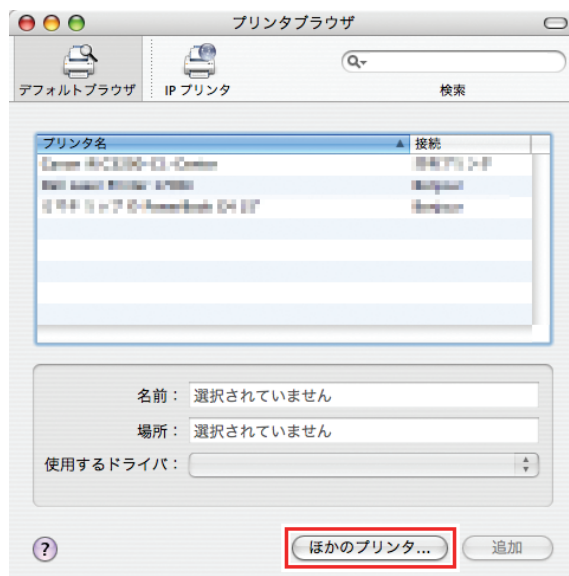 プリンタブラウザ
デフォルトブラウザ IP プリンタ 検索
プリンタ名 接続
名前： 選択されていません
場所： 選択されていません
使用するドライバ：
? ほかのプリンタ... 追加